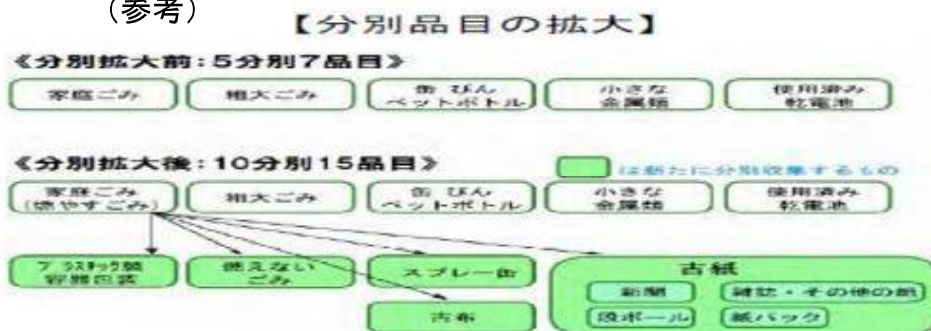 (参考)
【分別品目の拡大】
《分別拡大前:5分別7品目》
家庭ごみ
粗大ごみ
缶 びん
ペットボトル
小さな
金属類
使用済み
乾電池
《分別拡大後:10分別15品目》
は新たに分別収集するもの
家庭ごみ
(燃やすごみ)
粗大ごみ
缶 びん
ペットボトル
小さな
金属類
使用済み
乾電池
プラスチック製
容器包装
燃えない
ごみ
スプレー缶
古布
古紙
新聞
雑誌・その他の紙
段ボール
紙パック